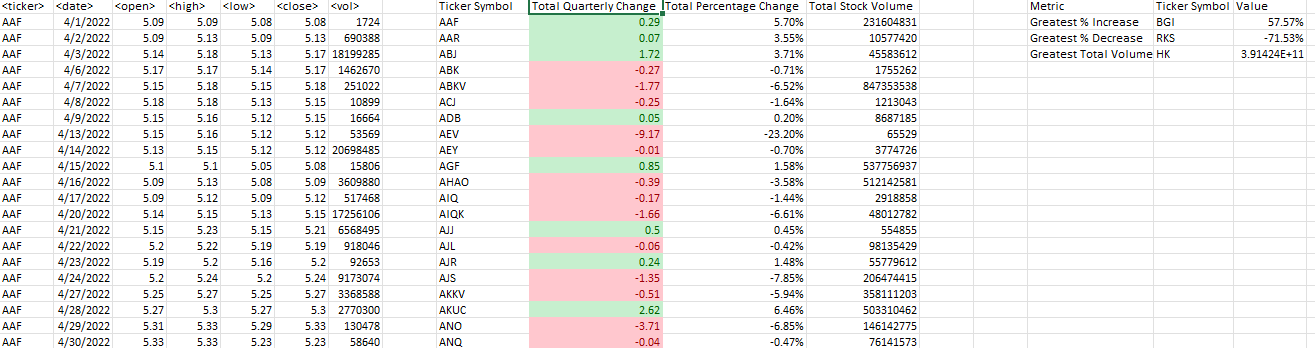 <ticker> <date> <open> <high> <low> <close> <vol> Ticker Symbol Total Quarterly Change Total Percentage Change Total Stock Volume Metric Ticker Symbol Value
AAF 4/1/2022 5.09 5.09 5.08 5.08 1724 AAF 0.29 5.70% 231604831 Greatest % Increase BGI 57.57%
AAF 4/2/2022 5.09 5.13 5.09 5.13 690388 AAR 0.07 3.55% 10577420 Greatest % Decrease RKS -71.53%
AAF 4/3/2022 5.14 5.18 5.13 5.17 18199285 ABJ 1.72 3.71% 45583612 Greatest Total Volume HK 3.91424E+11
AAF 4/6/2022 5.17 5.17 5.14 5.17 1462670 ABK -0.27 -0.71% 1755262
AAF 4/7/2022 5.15 5.18 5.15 5.18 251022 ABKV -1.77 -6.52% 847353538
AAF 4/8/2022 5.18 5.18 5.13 5.15 10899 ACJ -0.25 -1.64% 1213043
AAF 4/9/2022 5.15 5.16 5.12 5.12 16664 ADB 0.05 0.20% 8687185
AAF 4/13/2022 5.15 5.16 5.12 5.12 53569 AEV -9.17 -23.20% 65529
AAF 4/14/2022 5.13 5.15 5.12 5.12 20698485 AEY -0.01 -0.70% 3774726
AAF 4/15/2022 5.1 5.1 5.05 5.08 15806 AGF 0.85 1.58% 537756937
AAF 4/16/2022 5.09 5.13 5.08 5.09 3609880 AHAO -0.39 -3.58% 512142581
AAF 4/17/2022 5.09 5.12 5.09 5.12 517468 AIQ -0.17 -1.44% 2918858
AAF 4/20/2022 5.14 5.15 5.13 5.15 17256106 AIQK -1.66 -6.61% 48012782
AAF 4/21/2022 5.15 5.23 5.15 5.21 6568495 AJJ 0.5 0.45% 554855
AAF 4/22/2022 5.2 5.22 5.19 5.19 918046 AJL -0.06 -0.42% 98135429
AAF 4/23/2022 5.19 5.2 5.16 5.2 92653 AJR 0.24 1.48% 55779612
AAF 4/24/2022 5.2 5.24 5.2 5.24 9173074 AJS -1.35 -7.85% 206474415
AAF 4/27/2022 5.25 5.27 5.25 5.27 3368588 AKKV -0.51 -5.94% 358111203
AAF 4/28/2022 5.27 5.3 5.27 5.3 2770300 AKUC 2.62 6.46% 503310462
AAF 4/29/2022 5.31 5.33 5.29 5.33 130478 ANO -3.71 -6.85% 146142775
AAF 4/30/2022 5.33 5.33 5.23 5.23 58640 ANQ -0.04 -0.47% 76141573